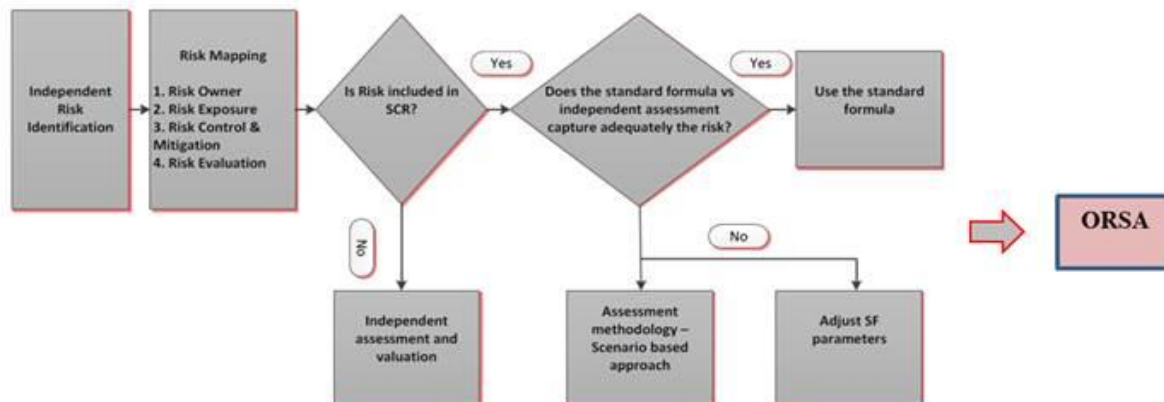 Independent
Risk
Identification
Risk Mapping
1. Risk Owner
2. Risk Exposure
3. Risk Control &
Mitigation
4. Risk Evaluation
Is Risk included in
SCR?
Yes
Does the standard formula vs
independent assessment
capture adequately the risk?
Yes
Use the standard
formula
No
Independent
assessment and
valuation
No
Assessment
methodology –
Scenario based
approach
Adjust SF
parameters
ORSA